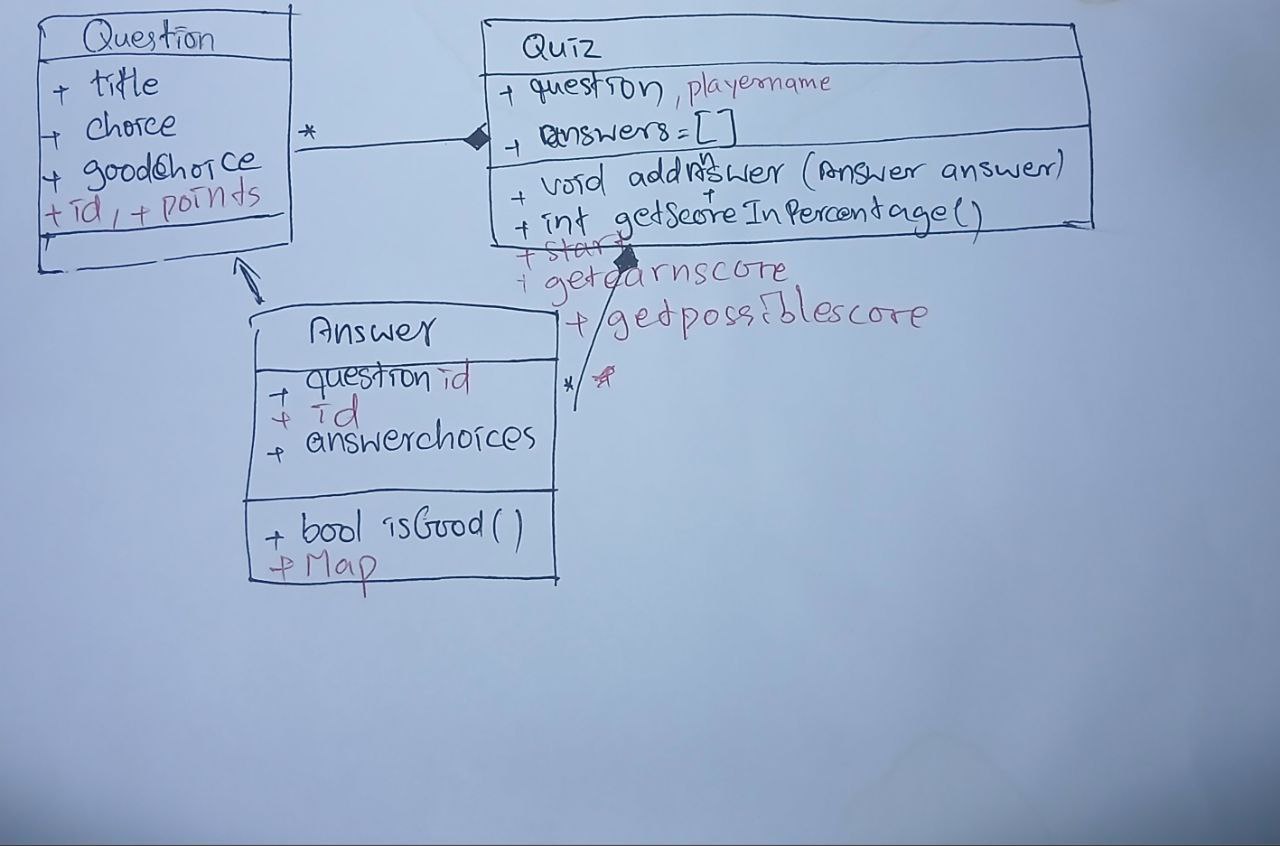 Question
+ title
+ choice
+ goodChoice
+ id, + points
*
Quiz
+ question, playername
+ answers = []
+ void addAnswer (Answer answer)
+ int getScoreInPercentage()
+ start
+ getearnscore
+ getpossiblescore
* *
Answer
+ question id
+ id
+ answerchoices
+ bool isGood()
+ Map